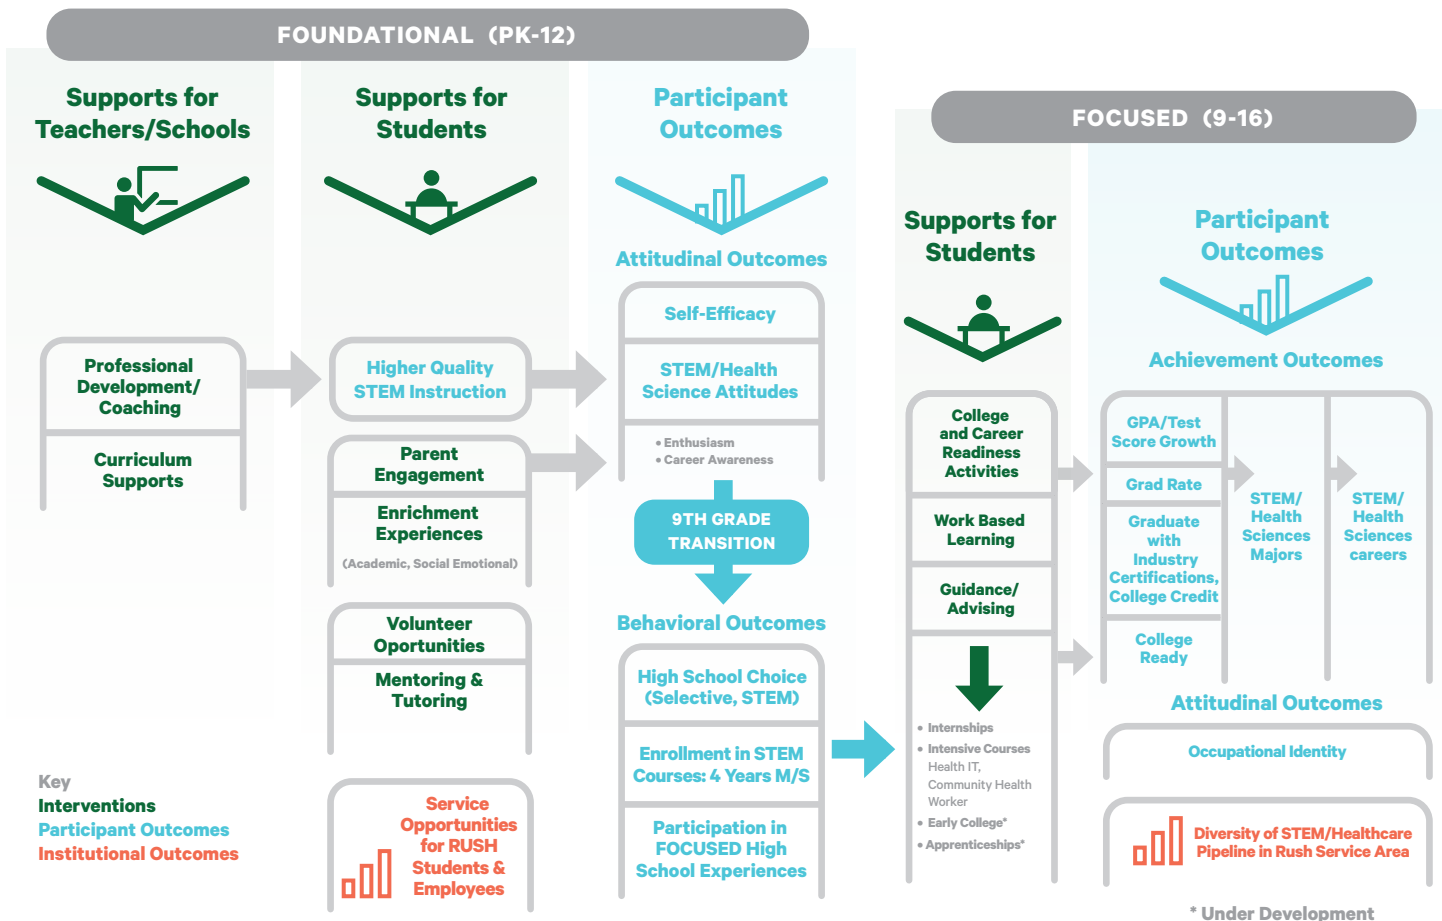 FOUNDATIONAL (PK-12)
Supports for
Teachers/Schools
Professional
Development/
Coaching
Curriculum
Supports
Supports for
Students
Higher Quality
STEM Instruction
Parent
Engagement
Enrichment
Experiences
(Academic, Social Emotional)
Volunteer
Oportunities
Mentoring &
Tutoring
Service
Opportunities
for RUSH
Students &
Employees
Participant
Outcomes
Attitudinal Outcomes
Self-Efficacy
STEM/Health
Science Attitudes
• Enthusiasm
• Career Awareness
9TH GRADE
TRANSITION
Behavioral Outcomes
High School Choice
(Selective, STEM)
Enrollment in STEM
Courses: 4 Years M/S
Participation in
FOCUSED High
School Experiences
FOCUSED (9-16)
Supports for
Students
College
and Career
Readiness
Activities
Work Based
Learning
Guidance/
Advising
• Internships
• Intensive Courses
Health IT,
Community Health
Worker
• Early College*
• Apprenticeships*
Participant
Outcomes
Achievement Outcomes
GPA/Test
Score Growth
Grad Rate
Graduate
with
Industry
Certifications,
College Credit
College
Ready
STEM/
Health
Sciences
Majors
STEM/
Health
Sciences
careers
Attitudinal Outcomes
Occupational Identity
Diversity of STEM/Healthcare
Pipeline in Rush Service Area
* Under Development
Key
Interventions
Participant Outcomes
Institutional Outcomes